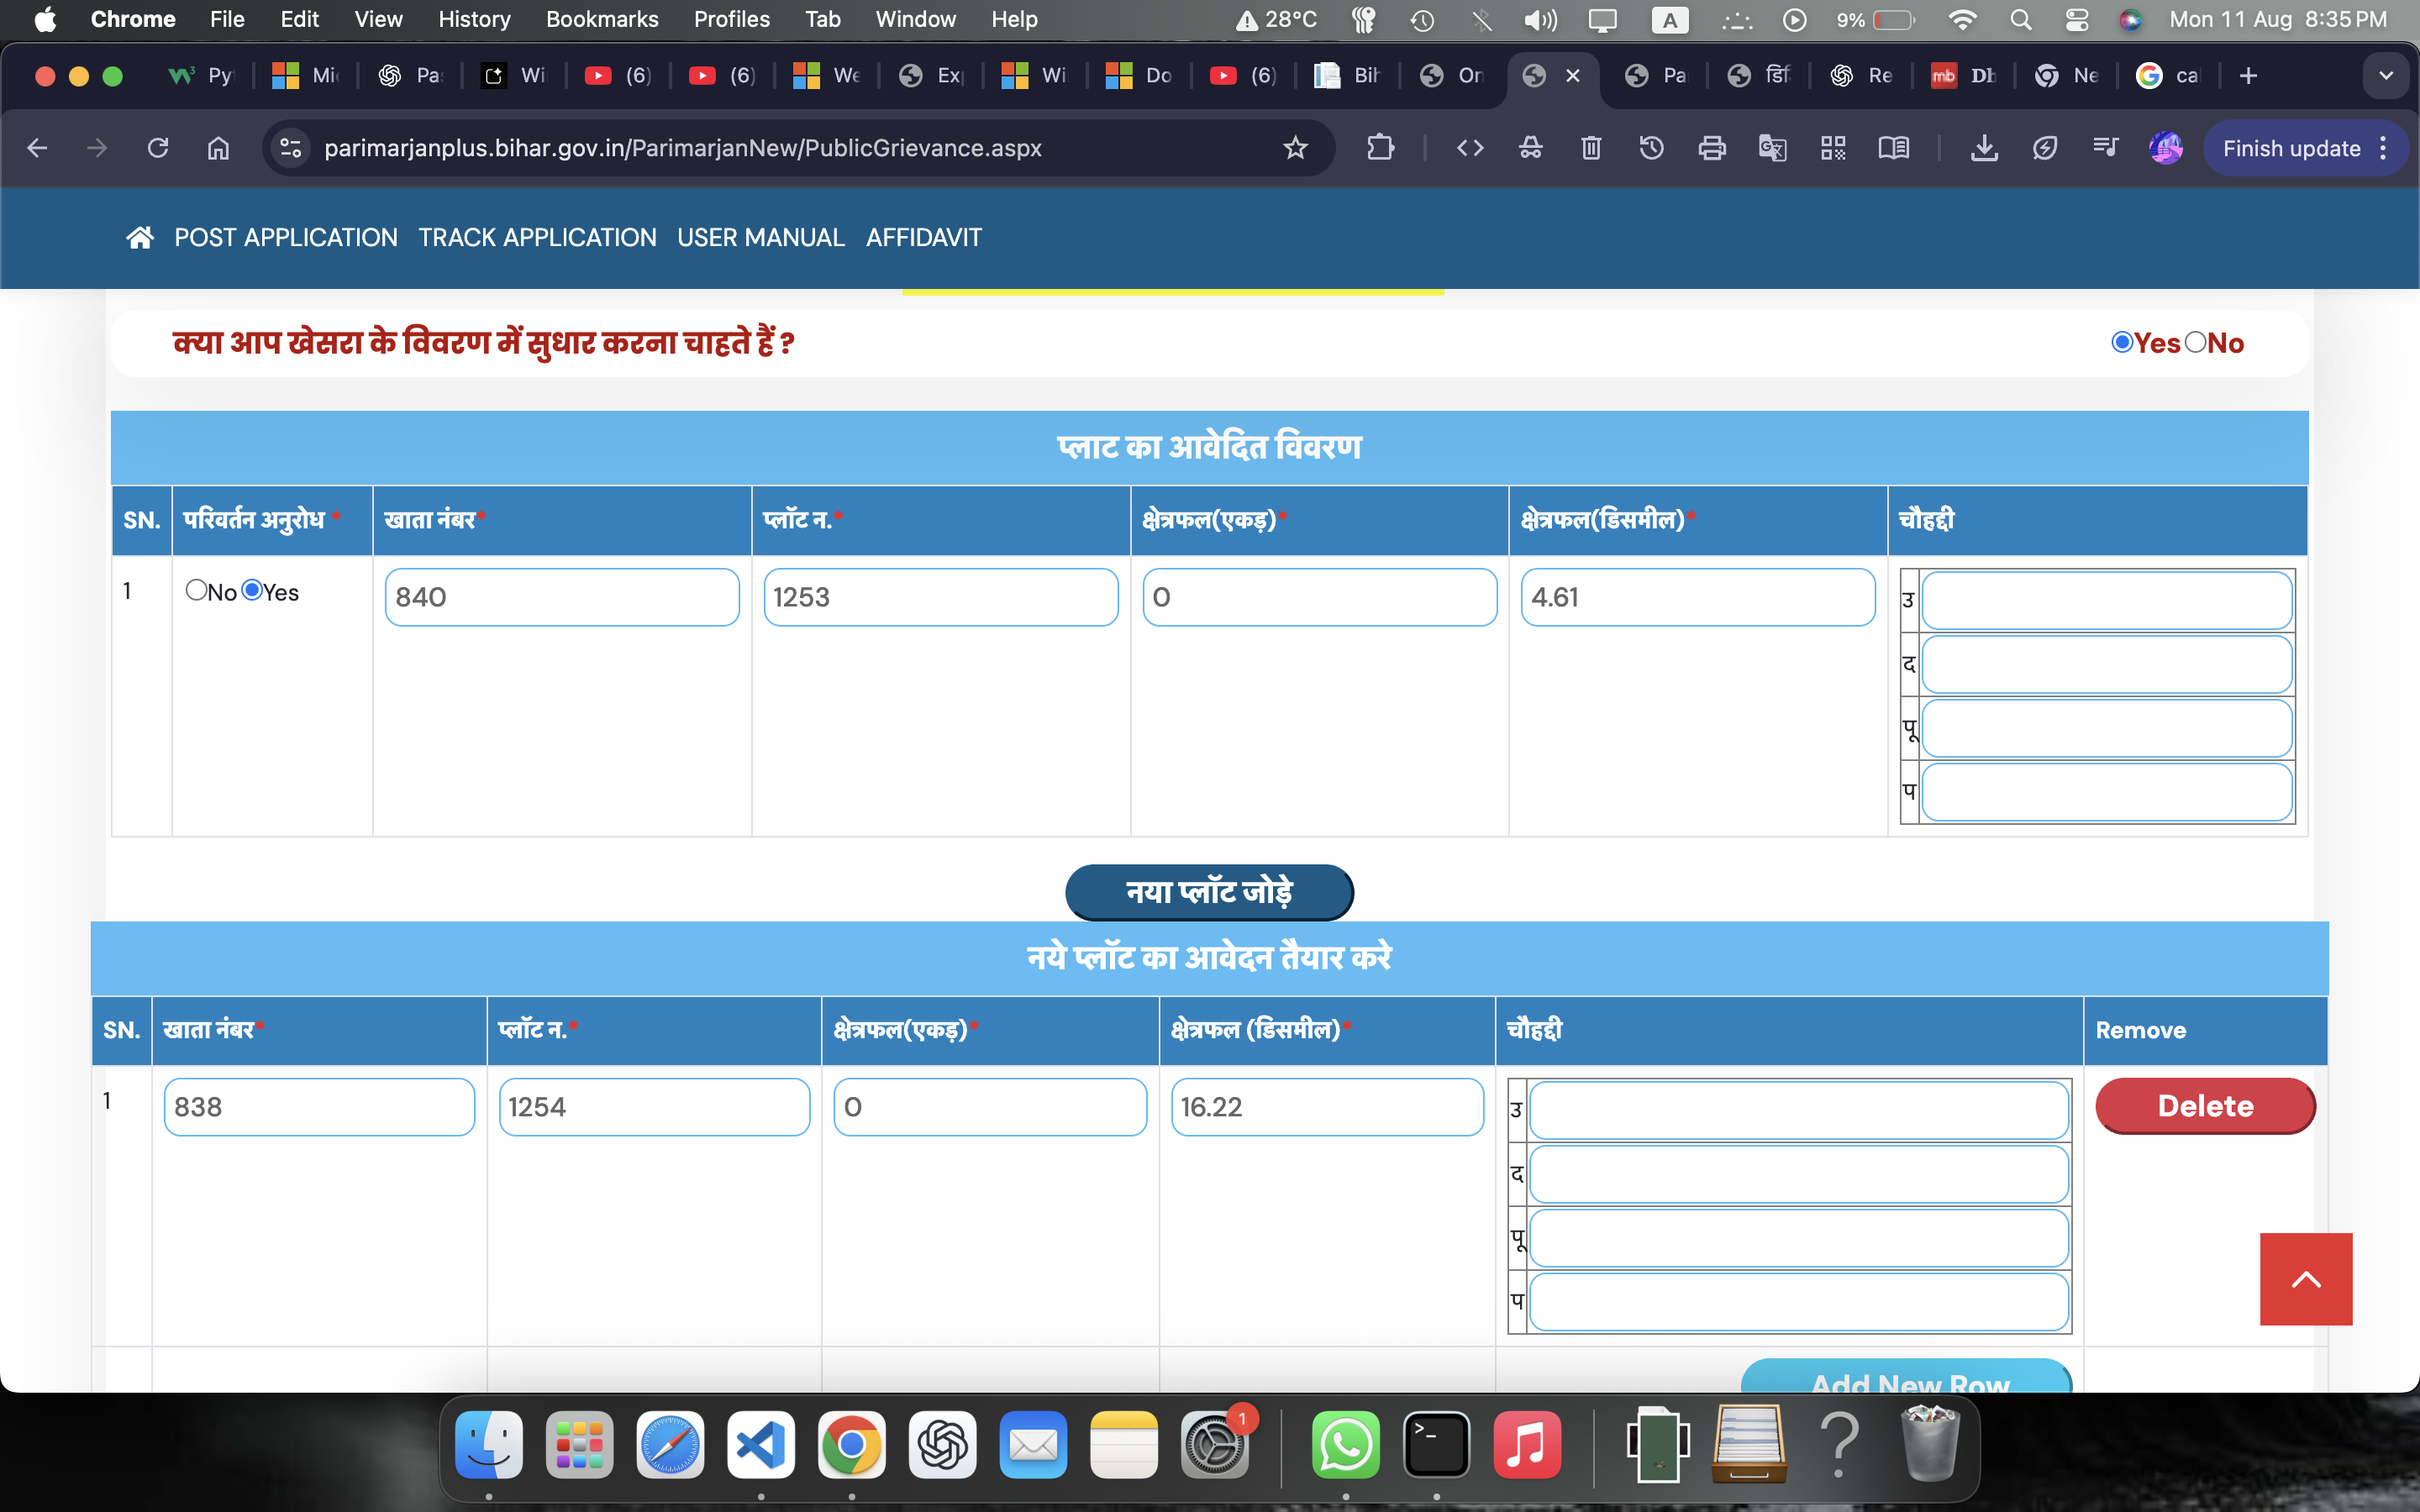 Chrome File Edit View History Bookmarks Profiles Tab Window Help 28°C A 9% Mon 11 Aug 8:35 PM
Py Mi Pa Wi (6) (6) We Ex Wi Do (6) Bih On Pa डिि Re mb Dh Ne cal
parimarjanplus.bihar.gov.in/ParimarjanNew/PublicGrievance.aspx Finish update
POST APPLICATION TRACK APPLICATION USER MANUAL AFFIDAVIT
क्या आप खेसरा के विवरण में सुधार करना चाहते हैं ? Yes No
प्लाट का आवेदित विवरण
SN. परिवर्तन अनुरोध * खाता नंबर* प्लॉट न.* क्षेत्रफल(एकड़)* क्षेत्रफल(डिसमील)* चौहद्दी
1 No Yes 840 1253 0 4.61 उ
द
पू
प
नया प्लॉट जोड़े
नये प्लॉट का आवेदन तैयार करे
SN. खाता नंबर* प्लॉट न.* क्षेत्रफल(एकड़)* क्षेत्रफल (डिसमील)* चौहद्दी Remove
1 838 1254 0 16.22 उ Delete
द
पू
प
Add New Row
1